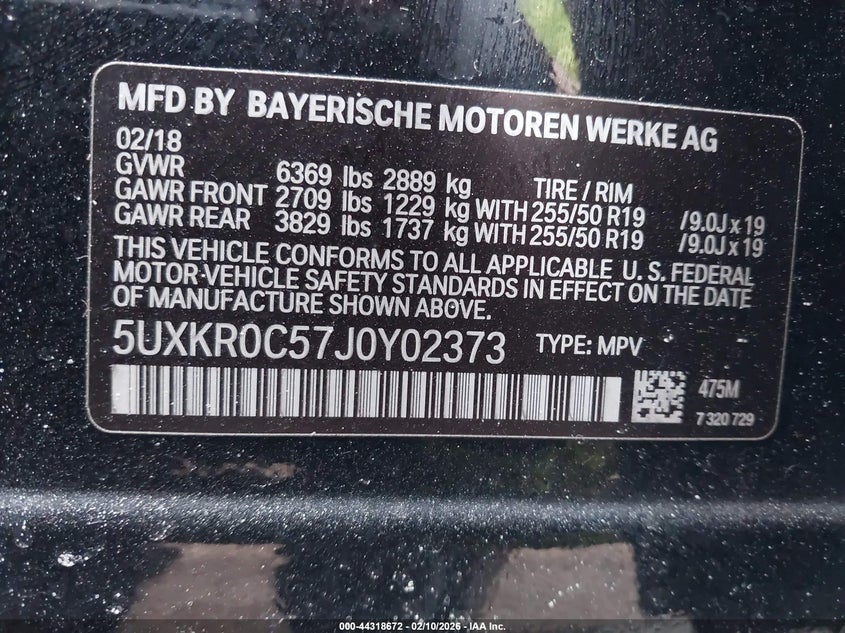 MFD BY BAYERISCHE MOTOREN WERKE AG
02/18
GVWR 6369 lbs 2889 kg TIRE / RIM
GAWR FRONT 2709 lbs 1229 kg WITH 255/50 R19 /9.0J x 19
GAWR REAR 3829 lbs 1737 kg WITH 255/50 R19 /9.0J x 19
THIS VEHICLE CONFORMS TO ALL APPLICABLE U. S. FEDERAL
MOTOR-VEHICLE SAFETY STANDARDS IN EFFECT ON THE DATE
OF MANUFACTURE SHOWN ABOVE.
5UXKR0C57J0Y02373 TYPE: MPV
475M
7 320 729
000-44318672 — 02/10/2026 — IAA Inc.